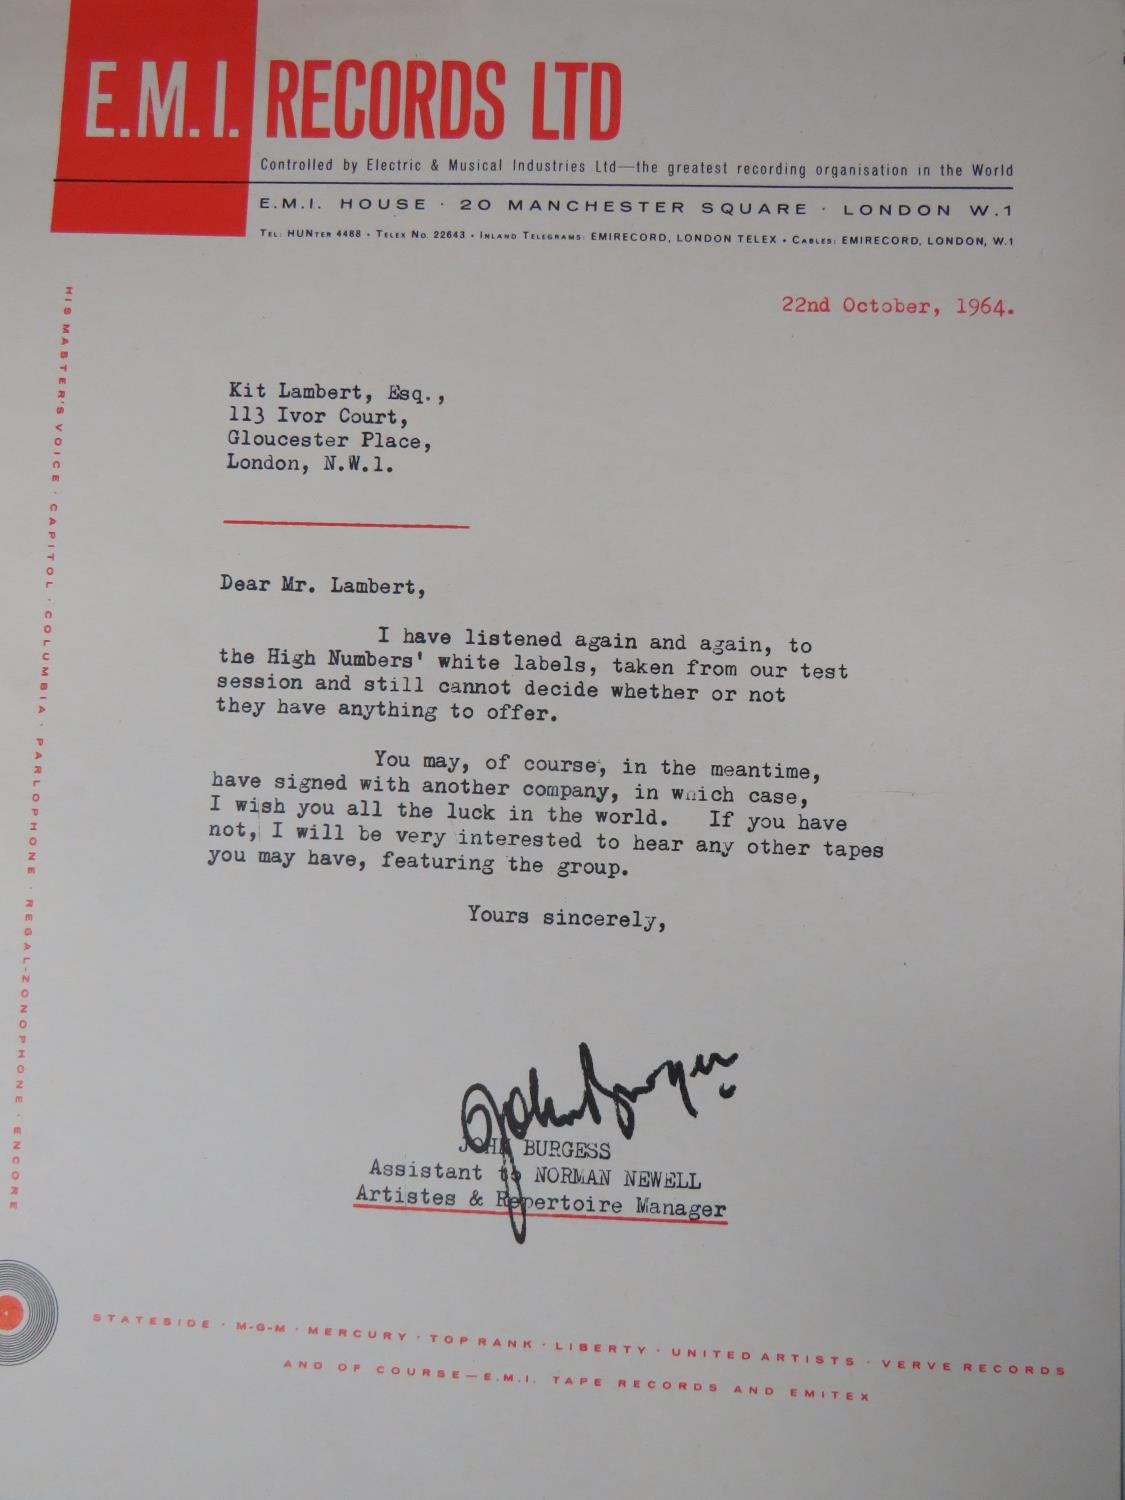 E.M.I. RECORDS LTD
Controlled by Electric & Musical Industries Ltd—the greatest recording organisation in the World
E.M.I. HOUSE · 20 MANCHESTER SQUARE · LONDON W.1
TEL: HUNTER 4488 • TELEX NO. 22643 • INLAND TELEGRAMS: EMIRECORD, LONDON TELEX • CABLES: EMIRECORD, LONDON, W.1
HIS MASTER'S VOICE · CAPITOL · COLUMBIA · PARLOPHONE · REGAL-ZONOPHONE · ENCORE
22nd October, 1964.
Kit Lambert, Esq.,
113 Ivor Court,
Gloucester Place,
London, N.W.1.
Dear Mr. Lambert,
I have listened again and again, to
the High Numbers' white labels, taken from our test
session and still cannot decide whether or not
they have anything to offer.
You may, of course, in the meantime,
have signed with another company, in which case,
I wish you all the luck in the world. If you have
not, I will be very interested to hear any other tapes
you may have, featuring the group.
Yours sincerely,
John Burgess
JOHN BURGESS
Assistant to NORMAN NEWELL
Artistes & Repertoire Manager
STATESIDE · M-G-M · MERCURY · TOP RANK · LIBERTY · UNITED ARTISTS · VERVE RECORDS
AND OF COURSE—E.M.I. TAPE RECORDS AND EMITEX